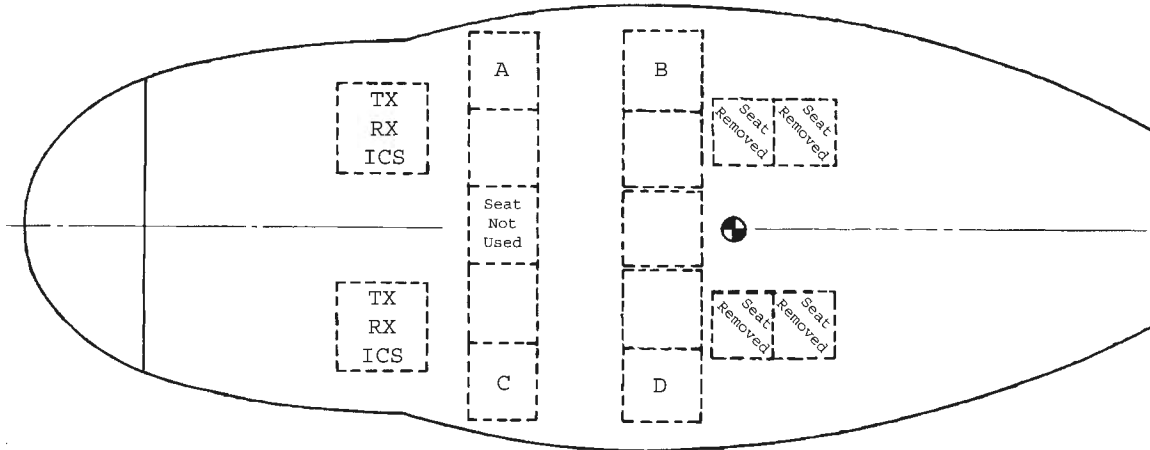 A
B
TX
RX
ICS
Seat
Removed
Seat
Removed
Seat
Not
Used
TX
RX
ICS
Seat
Removed
Seat
Removed
C
D